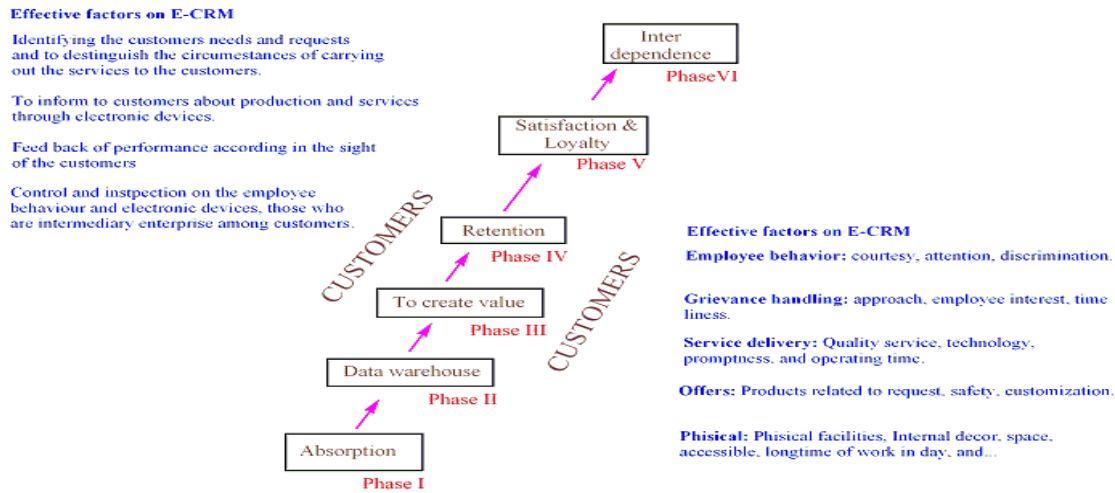 Effective factors on E-CRM
Identifying the customers needs and requests
and to destinguish the circumestances of carrying
out the services to the customers.
To inform to customers about production and services
through electronic devices.
Feed back of performance according in the sight
of the customers
Control and instpection on the employee
behaviour and electronic devices, those who
are intermediary enterprise among customers.
Inter
dependence
PhaseVI
Satisfaction &
Loyalty
Phase V
CUSTOMERS
Retention
Phase IV
To create value
Phase III
CUSTOMERS
Data warehouse
Phase II
Absorption
Phase I
Effective factors on E-CRM
Employee behavior: courtesy, attention, discrimination.
Grievance handling: approach, employee interest, time
liness.
Service delivery: Quality service, technology,
promptness, and operating time.
Offers: Products related to request, safety, customization.
Phisical: Phisical facilities, Internal decor, space,
accessible, longtime of work in day, and...